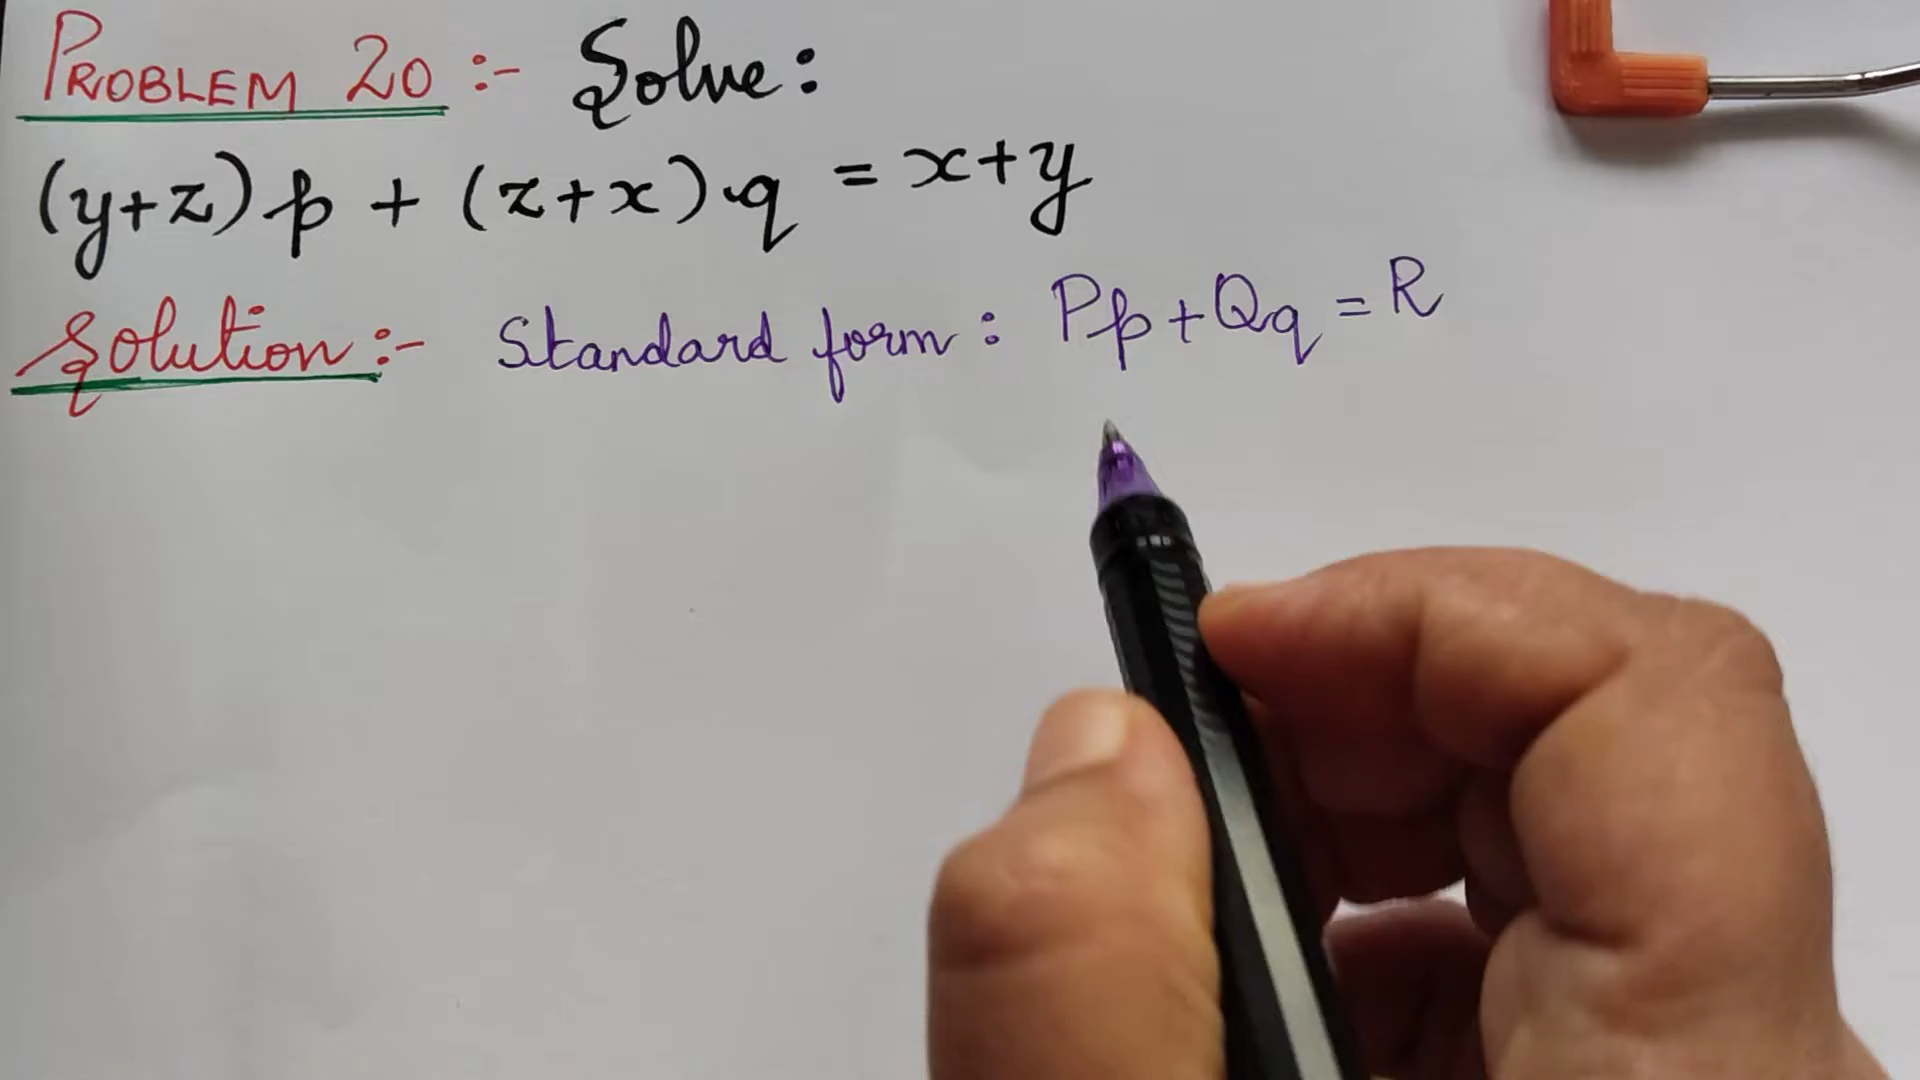 PROBLEM 20 :- Solve :
(y+z) p + (z+x) . q = x+y
Solution :- Standard form : Pp + Qq = R